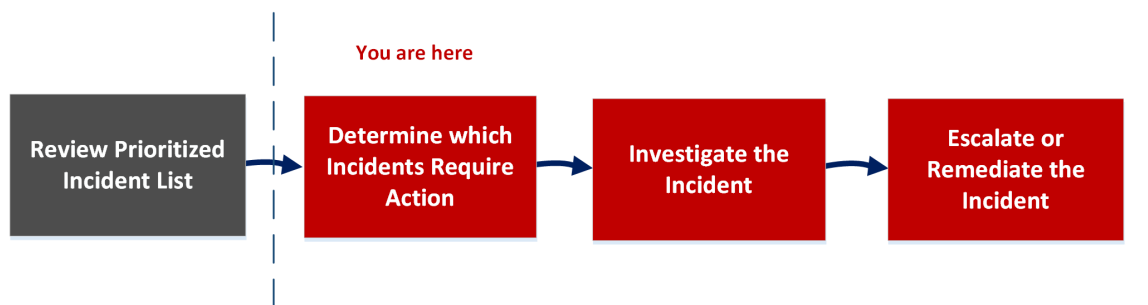 You are here
Review Prioritized
Incident List
Determine which
Incidents Require
Action
Investigate the
Incident
Escalate or
Remediate the
Incident